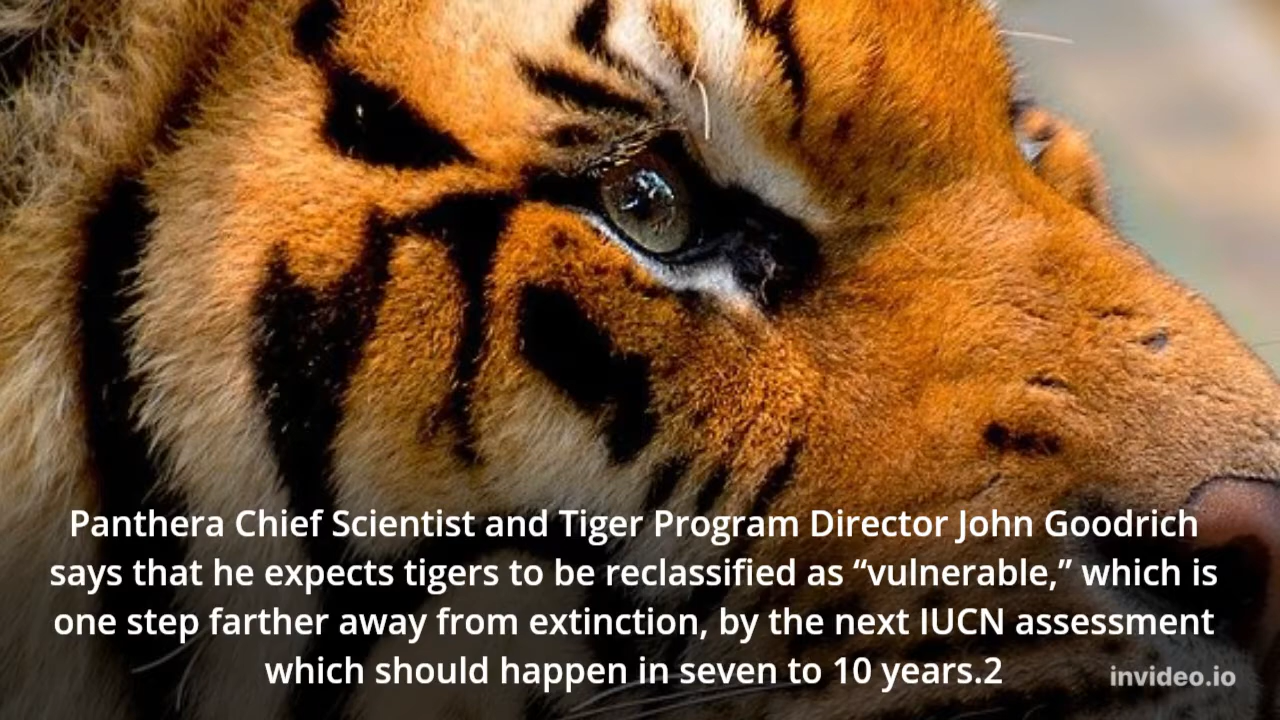 Panthera Chief Scientist and Tiger Program Director John Goodrich
says that he expects tigers to be reclassified as “vulnerable,” which is
one step farther away from extinction, by the next IUCN assessment
which should happen in seven to 10 years.2
invideo.io